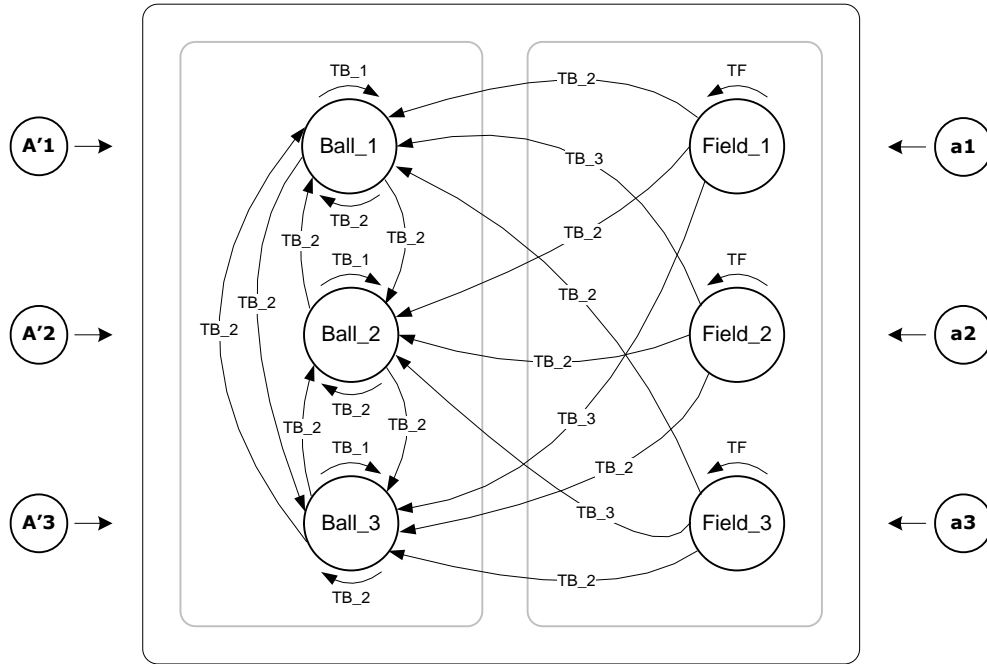 TB_1
TB_2
TF
A'1
Ball_1
Field_1
a1
TB_3
TB_2
TB_2
TB_2
TB_2
TB_1
TF
TB_2
TB_2
TB_2
A'2
Ball_2
Field_2
a2
TB_2
TB_2
TB_3
TB_2
TB_2
TB_1
TF
TB_2
A'3
Ball_3
Field_3
a3
TB_3
TB_2
TB_2